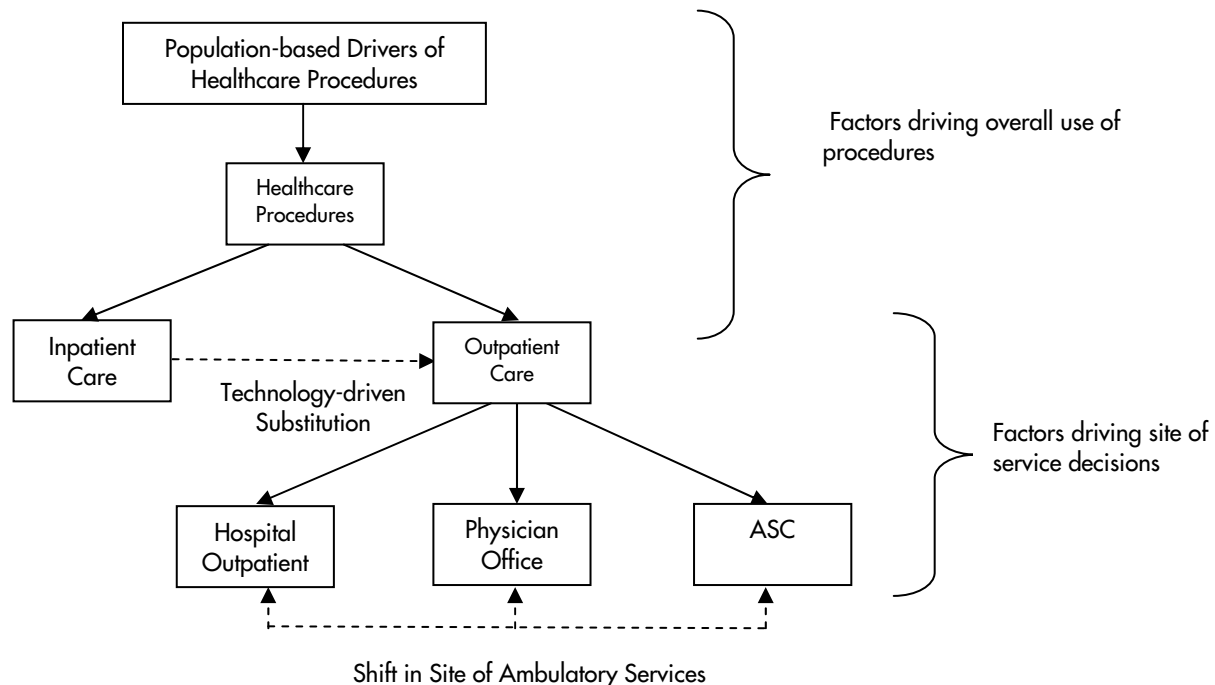 Population-based Drivers of
Healthcare Procedures
Factors driving overall use of
procedures
Healthcare
Procedures
Inpatient
Care
Outpatient
Care
Technology-driven
Substitution
Factors driving site of
service decisions
Hospital
Outpatient
Physician
Office
ASC
Shift in Site of Ambulatory Services